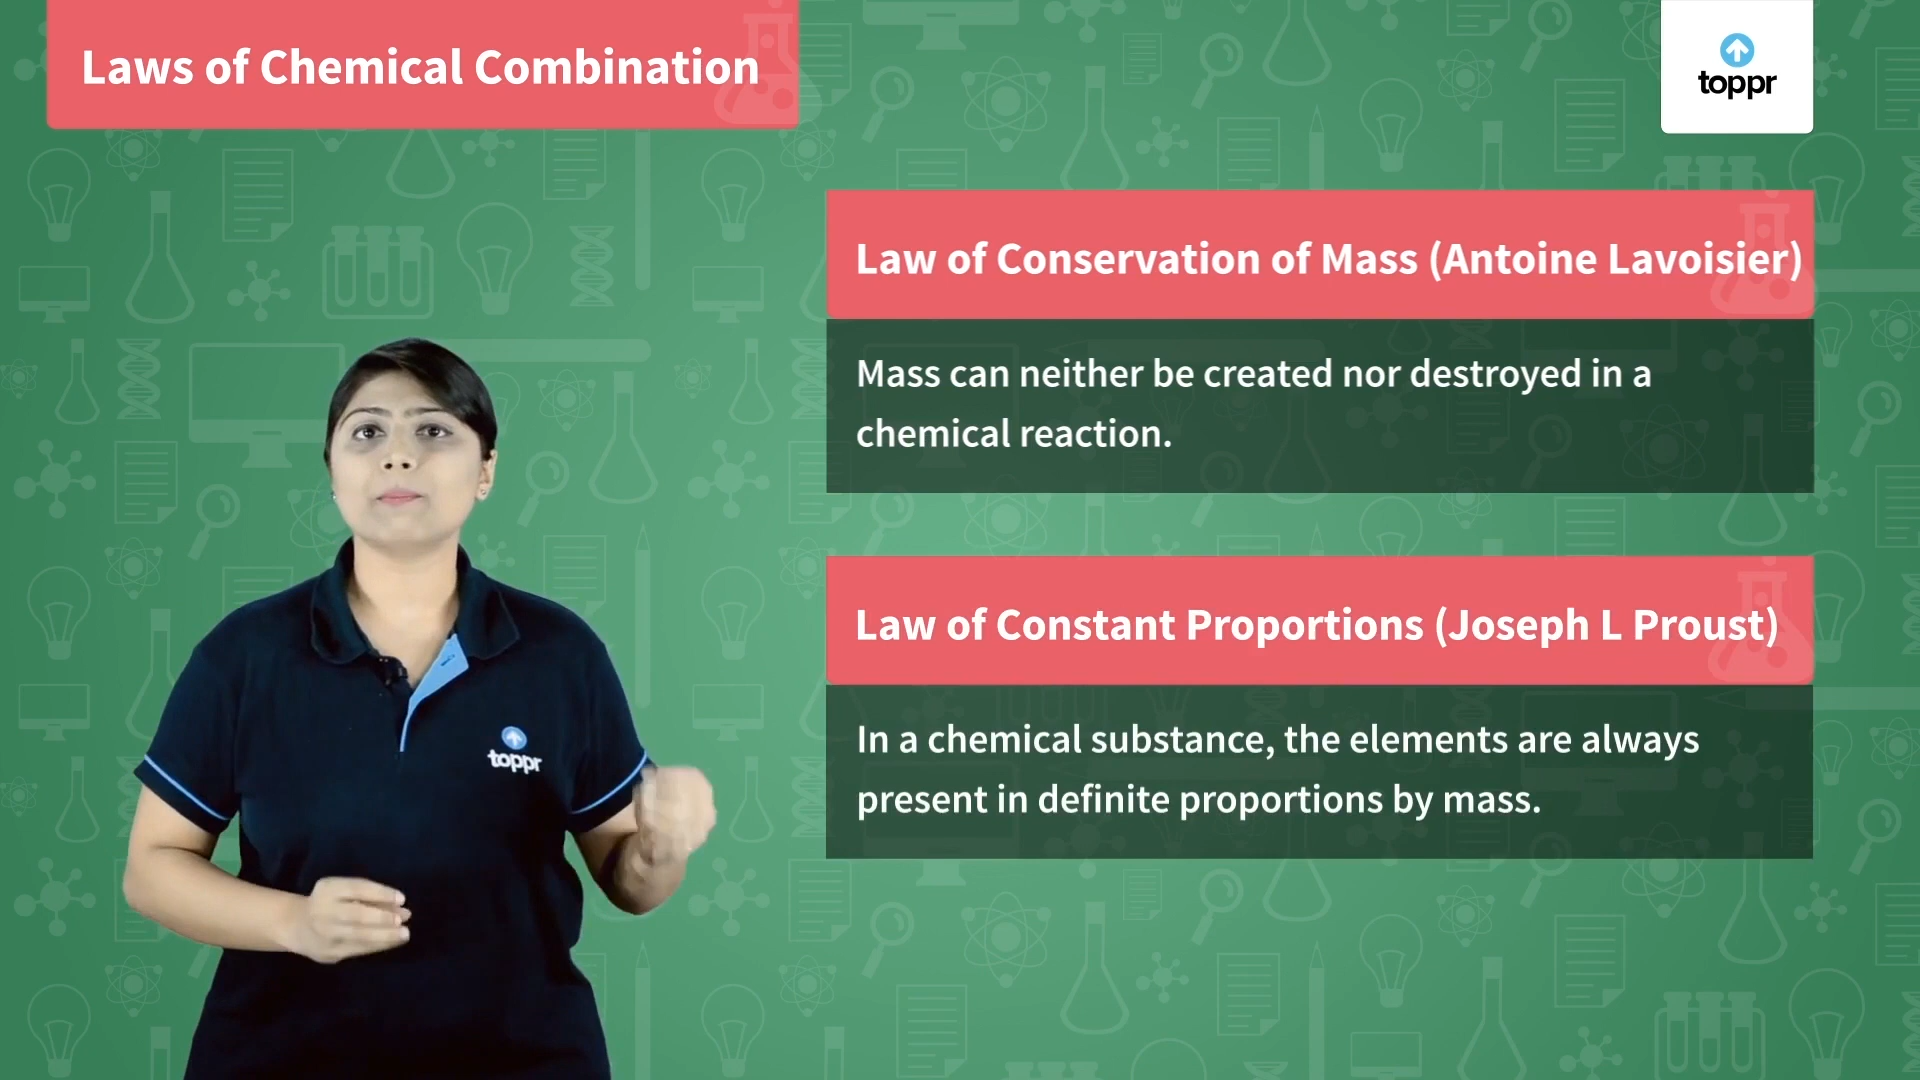 Laws of Chemical Combination
toppr
Law of Conservation of Mass (Antoine Lavoisier)
Mass can neither be created nor destroyed in a
chemical reaction.
Law of Constant Proportions (Joseph L Proust)
In a chemical substance, the elements are always
present in definite proportions by mass.
toppr